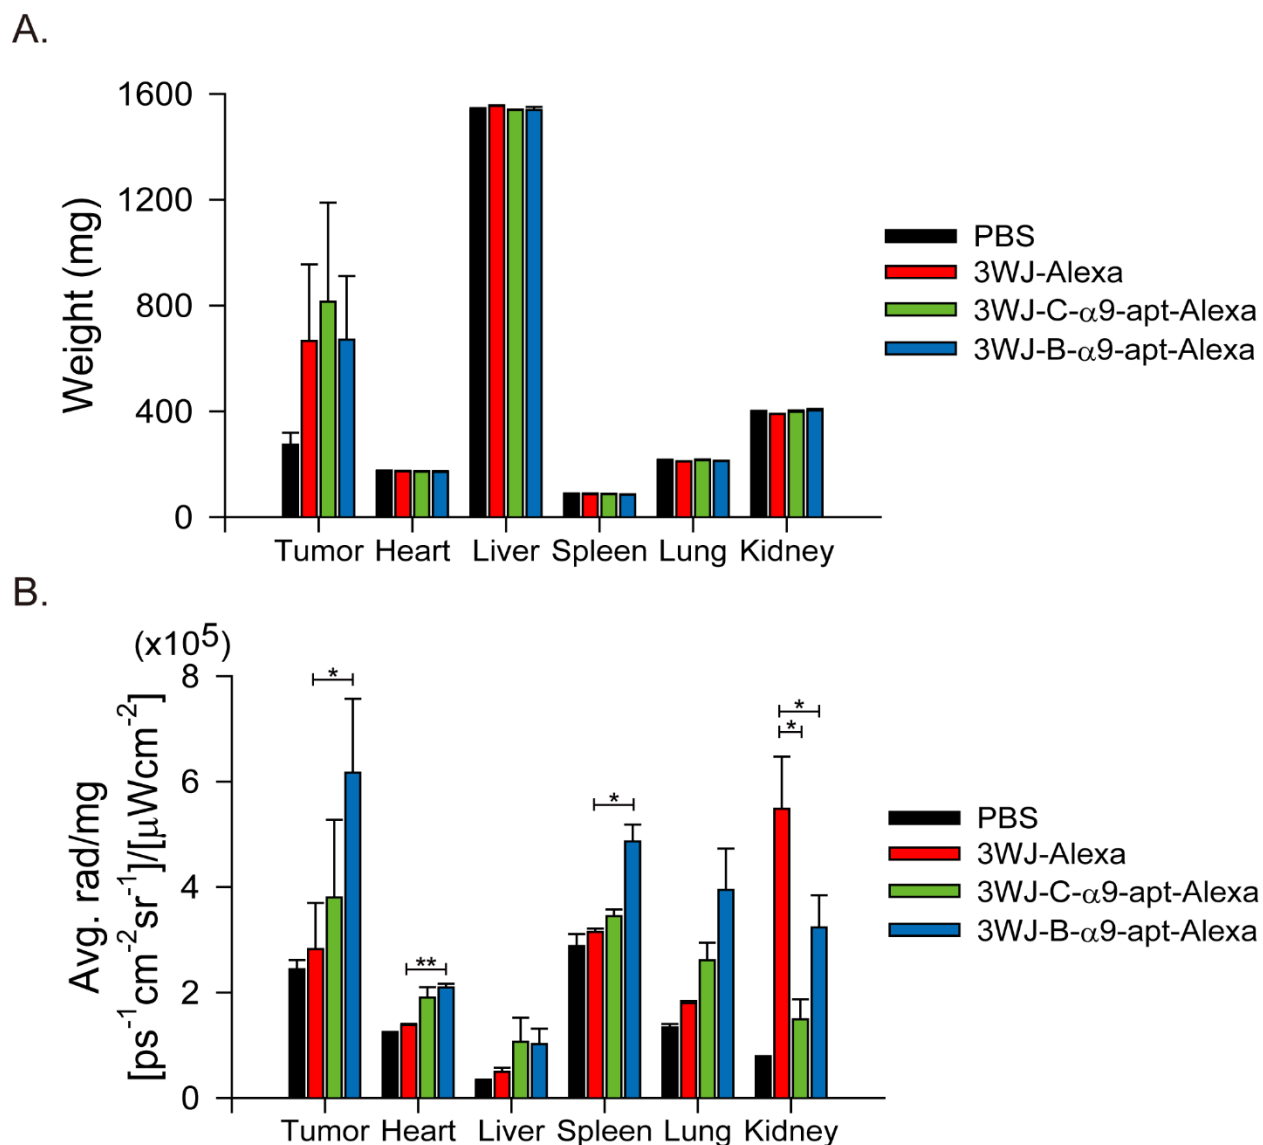 A.
Weight (mg)
1600
1200
800
400
0
Tumor Heart Liver Spleen Lung Kidney
PBS
3WJ-Alexa
3WJ-C-α9-apt-Alexa
3WJ-B-α9-apt-Alexa
B.
(x10⁵)
Avg. rad/mg
[ps⁻¹cm⁻²sr⁻¹]/[μWcm⁻²]
8
6
4
2
0
*
**
*
*
*
Tumor Heart Liver Spleen Lung Kidney
PBS
3WJ-Alexa
3WJ-C-α9-apt-Alexa
3WJ-B-α9-apt-Alexa